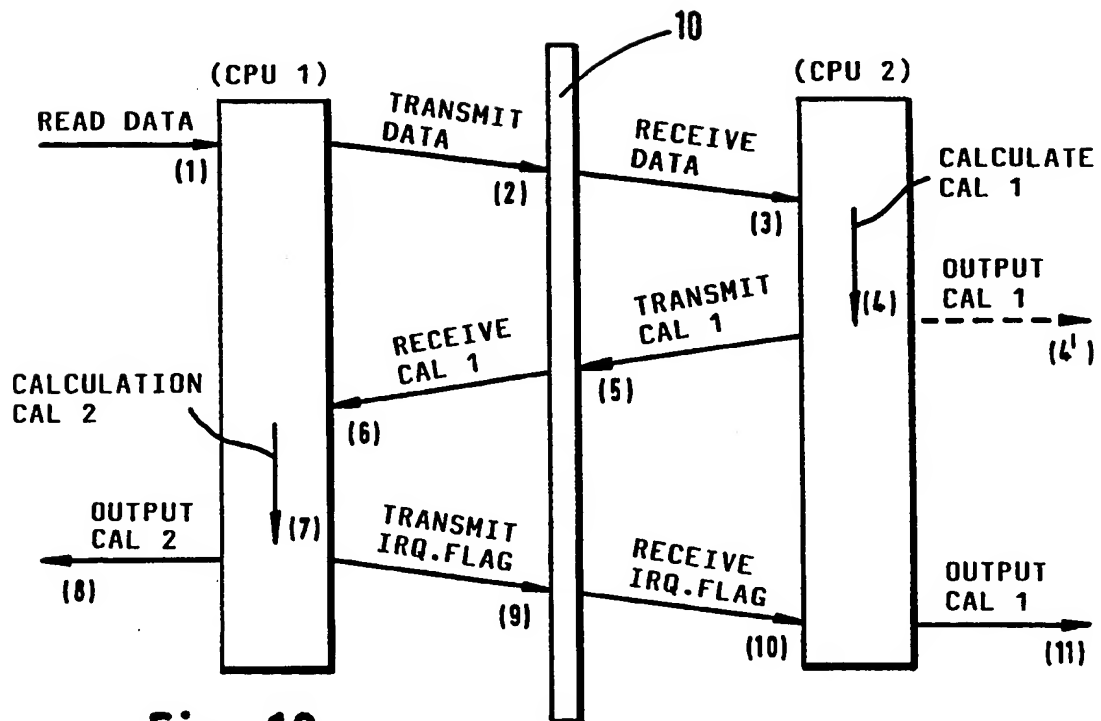 10
(CPU 1)
(CPU 2)
READ DATA
(1)
TRANSMIT
DATA
(2)
RECEIVE
DATA
(3)
CALCULATE
CAL 1
(4)
OUTPUT
CAL 1
(4')
TRANSMIT
CAL 1
(5)
RECEIVE
CAL 1
(6)
CALCULATION
CAL 2
(7)
OUTPUT
CAL 2
(8)
TRANSMIT
IRQ.FLAG
(9)
RECEIVE
IRQ.FLAG
(10)
OUTPUT
CAL 1
(11)